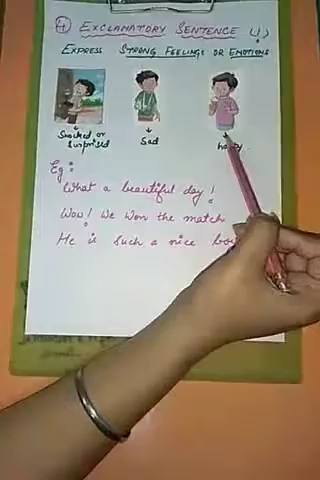 ④ EXCLAMATORY SENTENCE (!)
EXPRESS STRONG FEELINGS OR EMOTIONS
Shocked or Surprised
Sad
happy
Eg:
What a beautiful day !
Wow! We won the match
He is such a nice